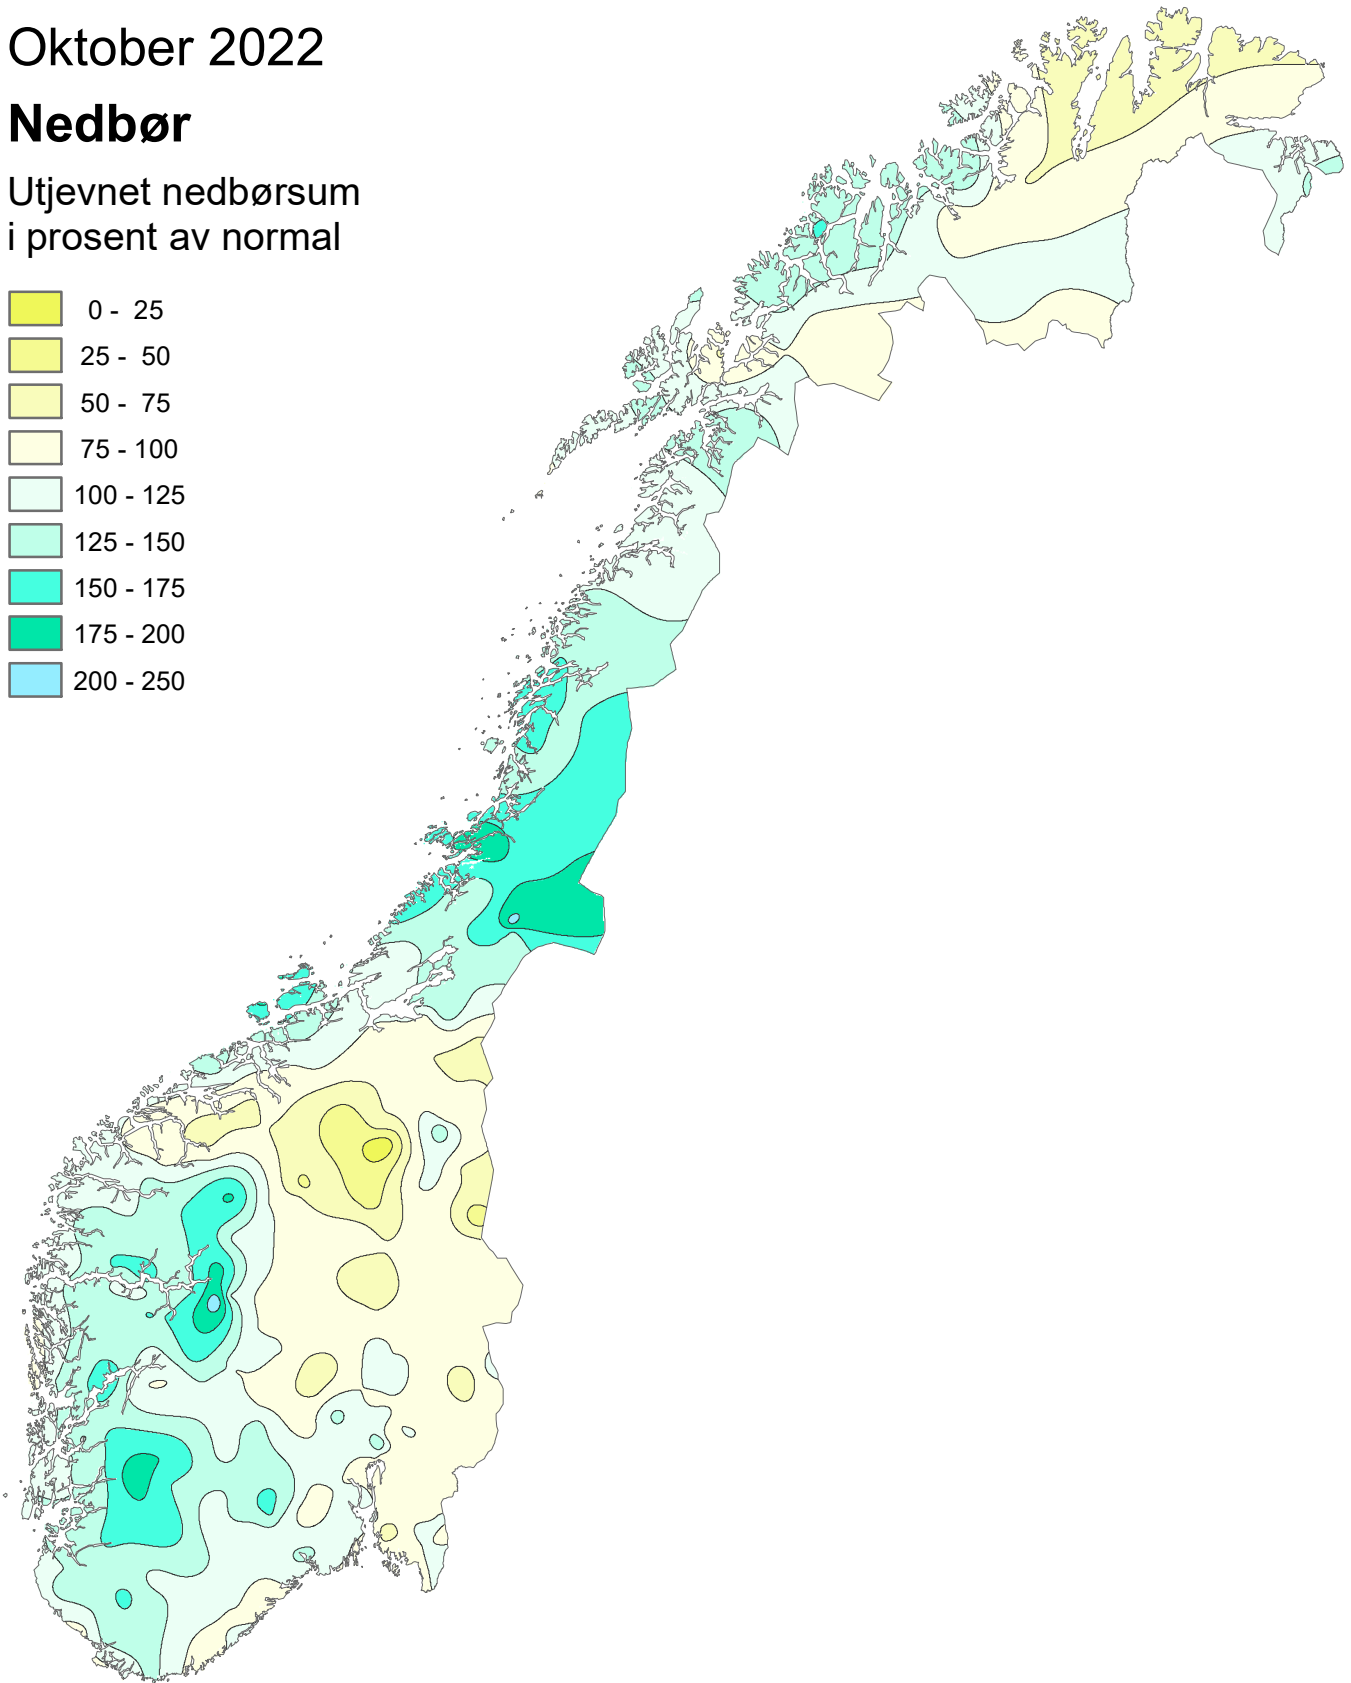 Oktober 2022
Nedbør
Utjevnet nedbørsum
i prosent av normal
0 - 25
25 - 50
50 - 75
75 - 100
100 - 125
125 - 150
150 - 175
175 - 200
200 - 250